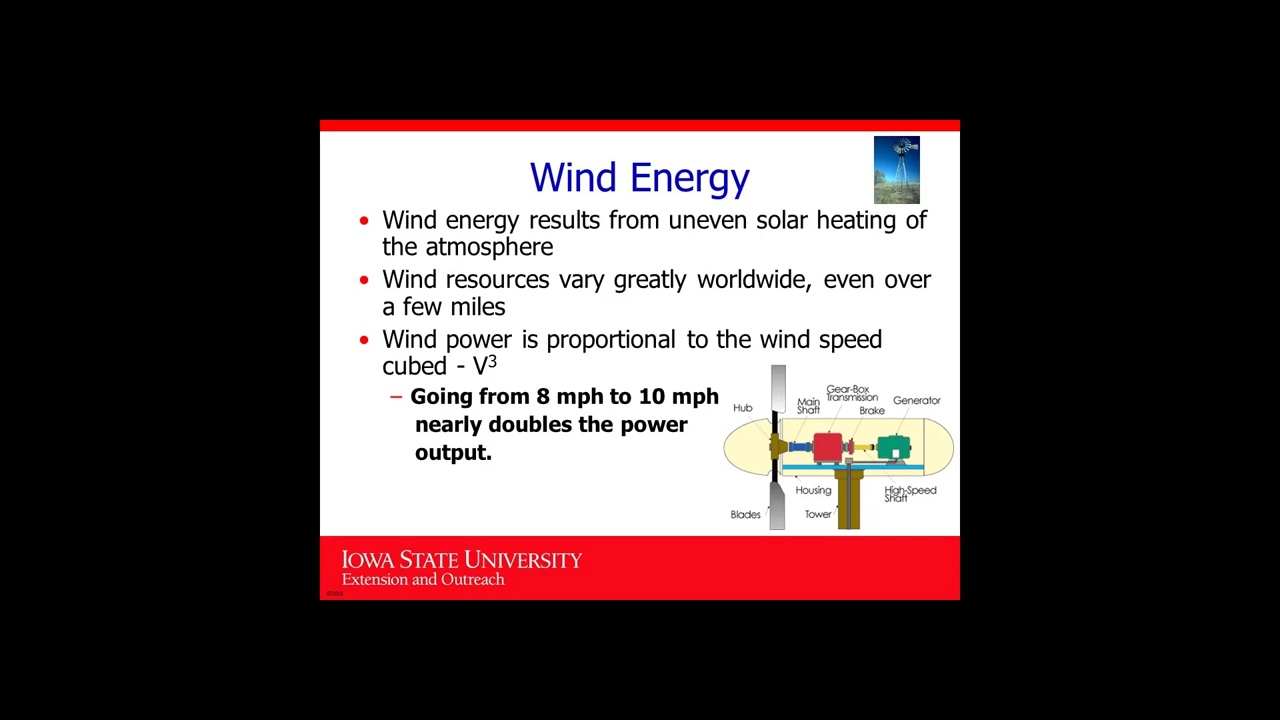 Wind Energy
• Wind energy results from uneven solar heating of
the atmosphere
• Wind resources vary greatly worldwide, even over
a few miles
• Wind power is proportional to the wind speed
cubed - V³
– Going from 8 mph to 10 mph
nearly doubles the power
output.
Hub
Main
Shaft
Gear-Box
Transmission
Brake
Generator
Housing
High-Speed
Shaft
Blades
Tower
IOWA STATE UNIVERSITY
Extension and Outreach